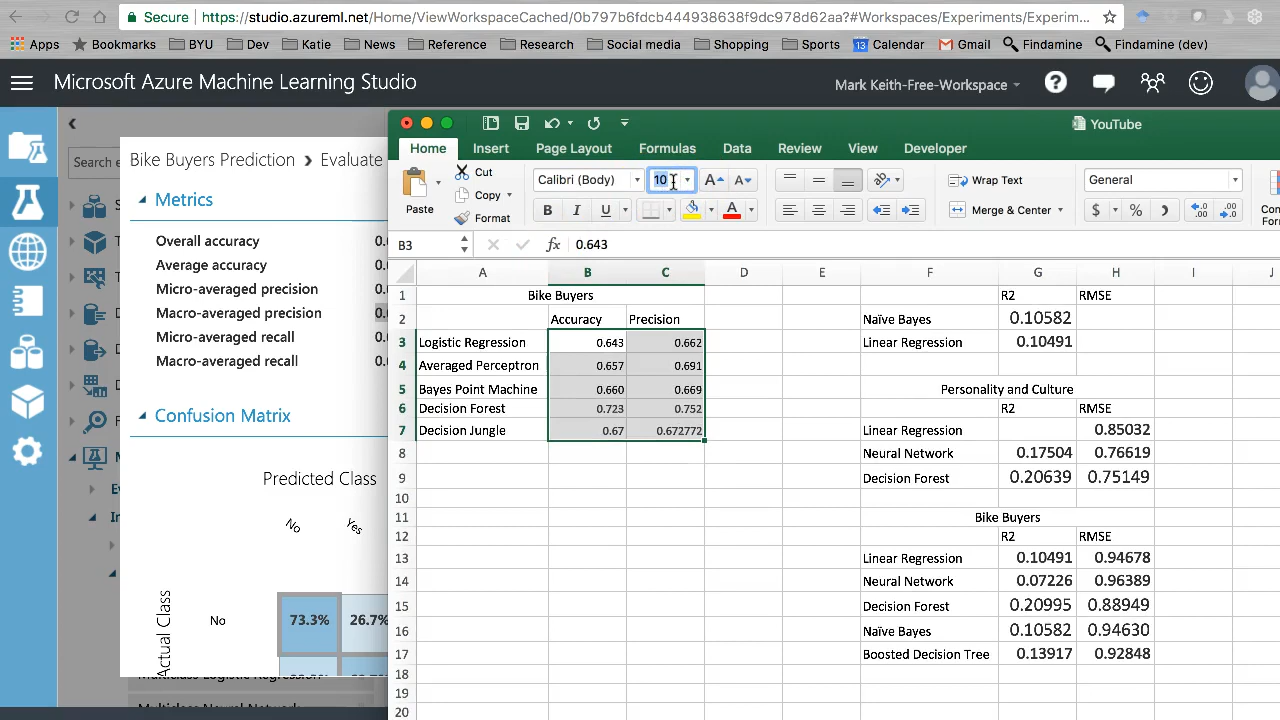 Secure https://studio.azureml.net/Home/ViewWorkspaceCached/0b797b6fdcb444938638f9dc978d62aa?#Workspaces/Experiments/Experim...
Apps Bookmarks BYU Dev Katie News Reference Research Social media Shopping Sports 13 Calendar Gmail Findamine Findamine (dev)
Microsoft Azure Machine Learning Studio
Mark Keith-Free-Workspace
Search e
Bike Buyers Prediction › Evaluate
Metrics
Overall accuracy 0.
Average accuracy 0.
Micro-averaged precision 0.
Macro-averaged precision 0.
Micro-averaged recall 0.
Macro-averaged recall 0.
Confusion Matrix
Predicted Class
No Yes
Actual Class
No 73.3% 26.7%
YouTube
Home Insert Page Layout Formulas Data Review View Developer
Paste
Cut
Copy
Format
Calibri (Body) 10
Wrap Text
Merge & Center
General
B3 fx 0.643
A B C D E F G H I J
1 Bike Buyers R2 RMSE
2 Accuracy Precision Naïve Bayes 0.10582
3 Logistic Regression 0.643 0.662 Linear Regression 0.10491
4 Averaged Perceptron 0.657 0.691
5 Bayes Point Machine 0.660 0.669 Personality and Culture
6 Decision Forest 0.723 0.752 R2 RMSE
7 Decision Jungle 0.67 0.672772 Linear Regression 0.85032
8 Neural Network 0.17504 0.76619
9 Decision Forest 0.20639 0.75149
10
11 Bike Buyers
12 R2 RMSE
13 Linear Regression 0.10491 0.94678
14 Neural Network 0.07226 0.96389
15 Decision Forest 0.20995 0.88949
16 Naïve Bayes 0.10582 0.94630
17 Boosted Decision Tree 0.13917 0.92848
18
19
20